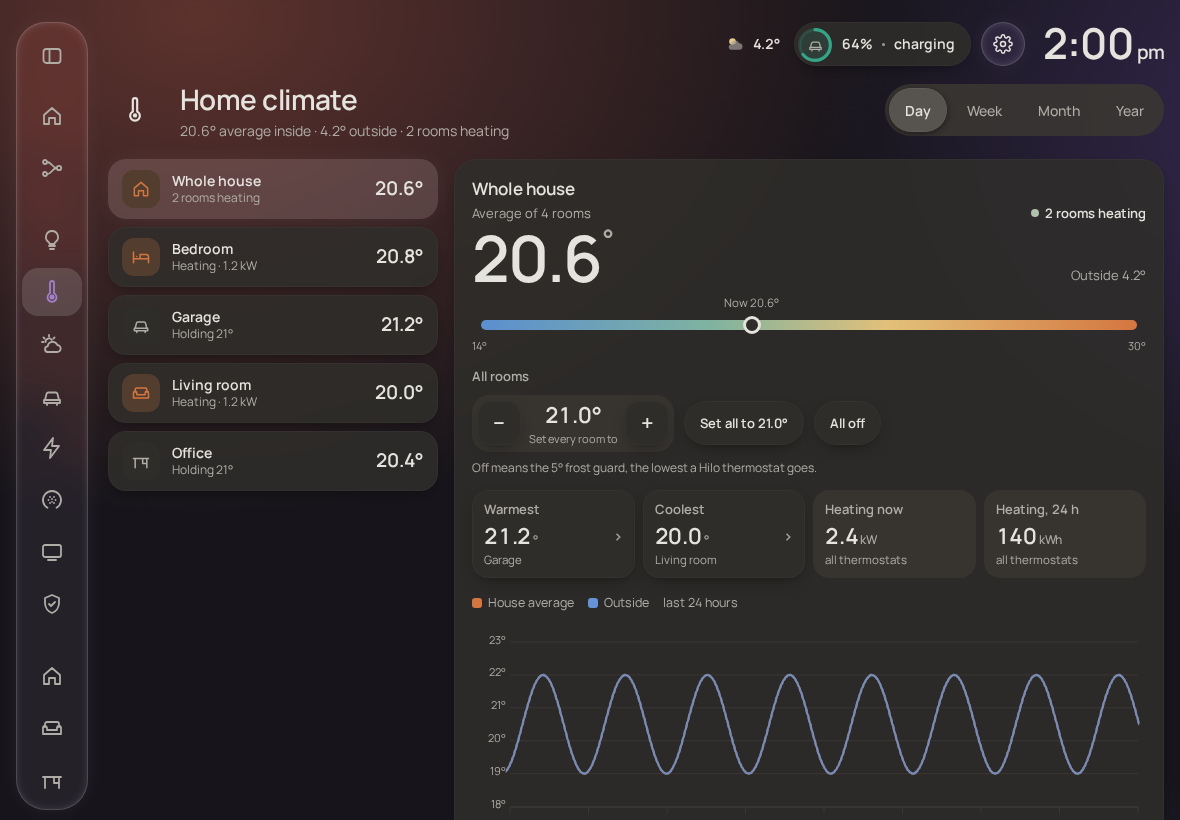 4.2°
64% • charging
2:00 pm
Home climate
20.6° average inside · 4.2° outside · 2 rooms heating
Day Week Month Year
Whole house
2 rooms heating
20.6°
Bedroom
Heating · 1.2 kW
20.8°
Garage
Holding 21°
21.2°
Living room
Heating · 1.2 kW
20.0°
Office
Holding 21°
20.4°
Whole house
Average of 4 rooms
2 rooms heating
20.6°
Outside 4.2°
Now 20.6°
14° 30°
All rooms
− 21.0° +
Set every room to
Set all to 21.0°
All off
Off means the 5° frost guard, the lowest a Hilo thermostat goes.
Warmest
21.2°
Garage
Coolest
20.0°
Living room
Heating now
2.4 kW
all thermostats
Heating, 24 h
140 kWh
all thermostats
House average Outside last 24 hours
23°
22°
21°
20°
19°
18°